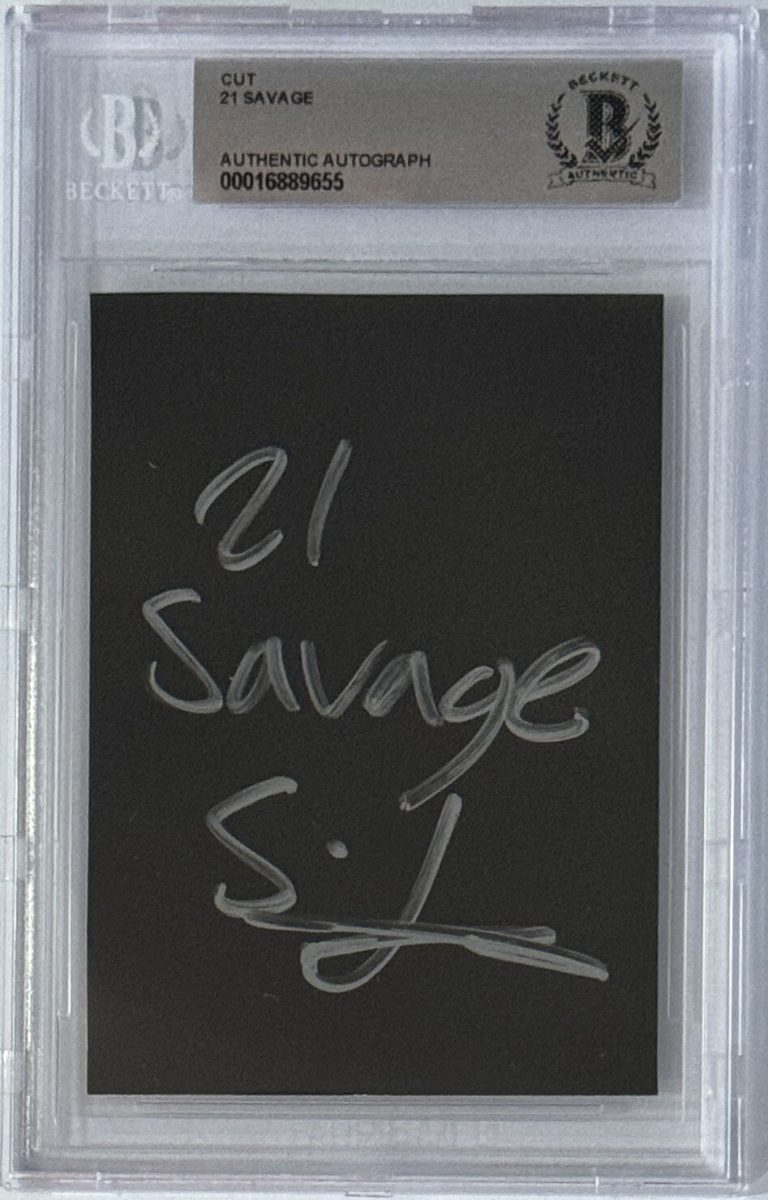 CUT
21 SAVAGE
AUTHENTIC AUTOGRAPH
00016889655
BECKETT
B
AUTHENTIC
B
BECKETT®
21
Savage